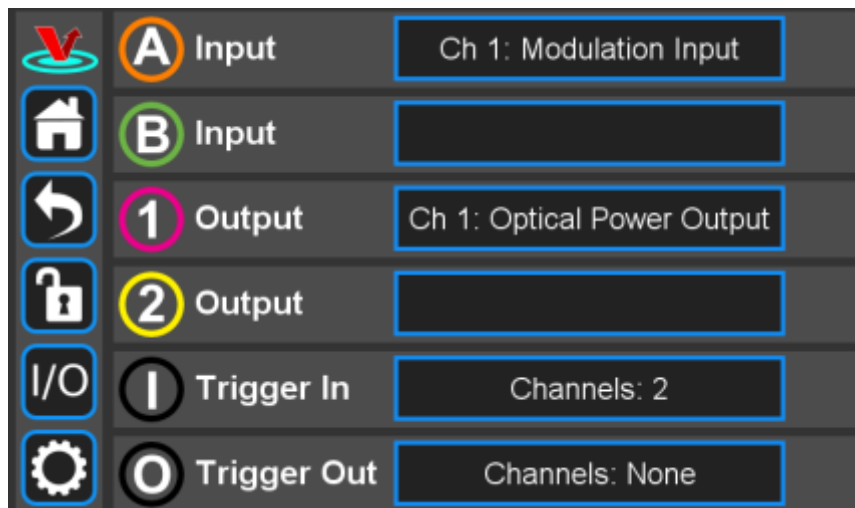 A Input Ch 1: Modulation Input
B Input
1 Output Ch 1: Optical Power Output
2 Output
I/O
I Trigger In Channels: 2
O Trigger Out Channels: None